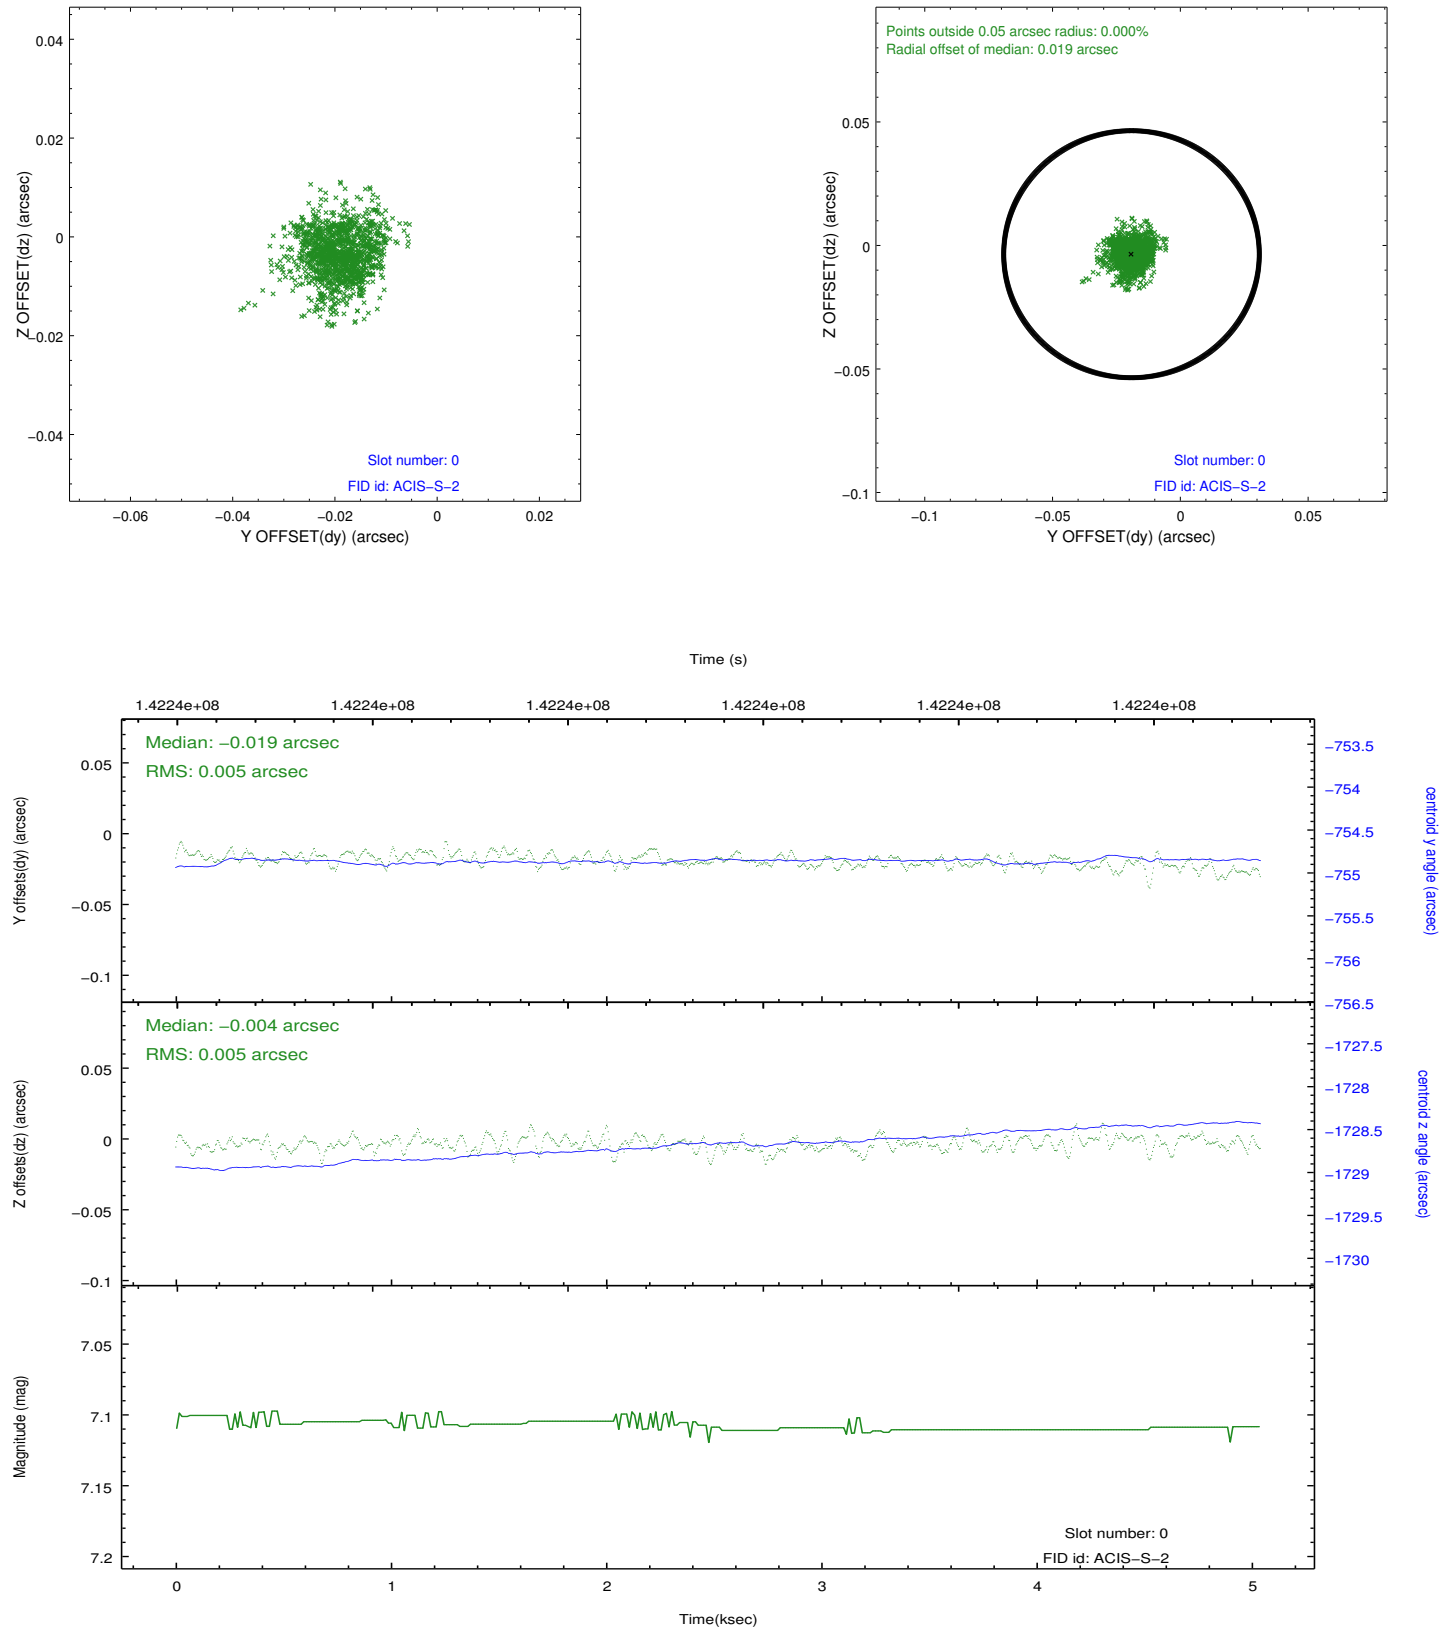 0.04
0.02
0
−0.02
−0.04
Z OFFSET(dz) (arcsec)
Slot number: 0
FID id: ACIS−S−2
−0.06
−0.04
−0.02
0
0.02
Y OFFSET(dy) (arcsec)
Points outside 0.05 arcsec radius: 0.000%
Radial offset of median: 0.019 arcsec
0.05
0
−0.05
−0.1
Z OFFSET(dz) (arcsec)
Slot number: 0
FID id: ACIS−S−2
−0.1
−0.05
0
0.05
Y OFFSET(dy) (arcsec)
Time (s)
1.4224e+08
1.4224e+08
1.4224e+08
1.4224e+08
1.4224e+08
1.4224e+08
Median: −0.019 arcsec
RMS: 0.005 arcsec
0.05
0
−0.05
−0.1
Y offsets(dy) (arcsec)
−753.5
−754
−754.5
−755
−755.5
−756
−756.5
centroid y angle (arcsec)
Median: −0.004 arcsec
RMS: 0.005 arcsec
0.05
0
−0.05
−0.1
Z offsets(dz) (arcsec)
−1727.5
−1728
−1728.5
−1729
−1729.5
−1730
centroid z angle (arcsec)
7.05
7.1
7.15
7.2
Magnitude (mag)
Slot number: 0
FID id: ACIS−S−2
0
1
2
3
4
5
Time(ksec)